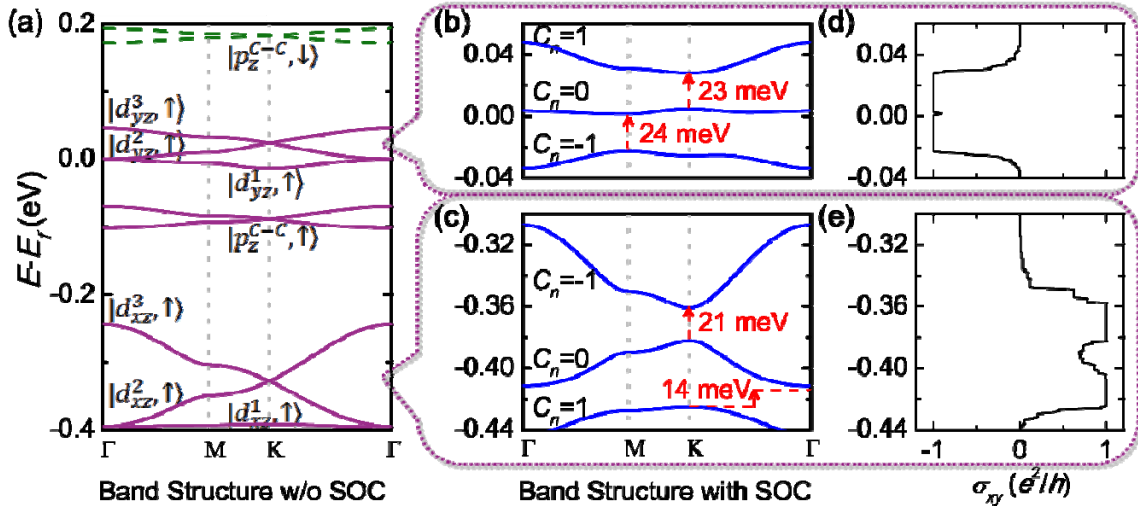 (a)
E-E_f (eV)
0.2
0.0
-0.2
-0.4
|p_z^{C-C},↓⟩
|d_{yz}^3,↑⟩
|d_{yz}^2,↑⟩
|d_{yz}^1,↑⟩
|p_z^{C-C},↑⟩
|d_{xz}^3,↑⟩
|d_{xz}^2,↑⟩
|d_{xz}^1,↑⟩
Γ M K Γ
Band Structure w/o SOC
(b)
0.04
0.00
-0.04
C_n=1
C_n=0
C_n=-1
23 meV
24 meV
(c)
-0.32
-0.36
-0.40
-0.44
C_n=-1
C_n=0
C_n=1
21 meV
14 meV
Γ M K Γ
Band Structure with SOC
(d)
0.04
0.00
-0.04
(e)
-0.32
-0.36
-0.40
-0.44
-1 0 1
σ_{xy} (e²/h)